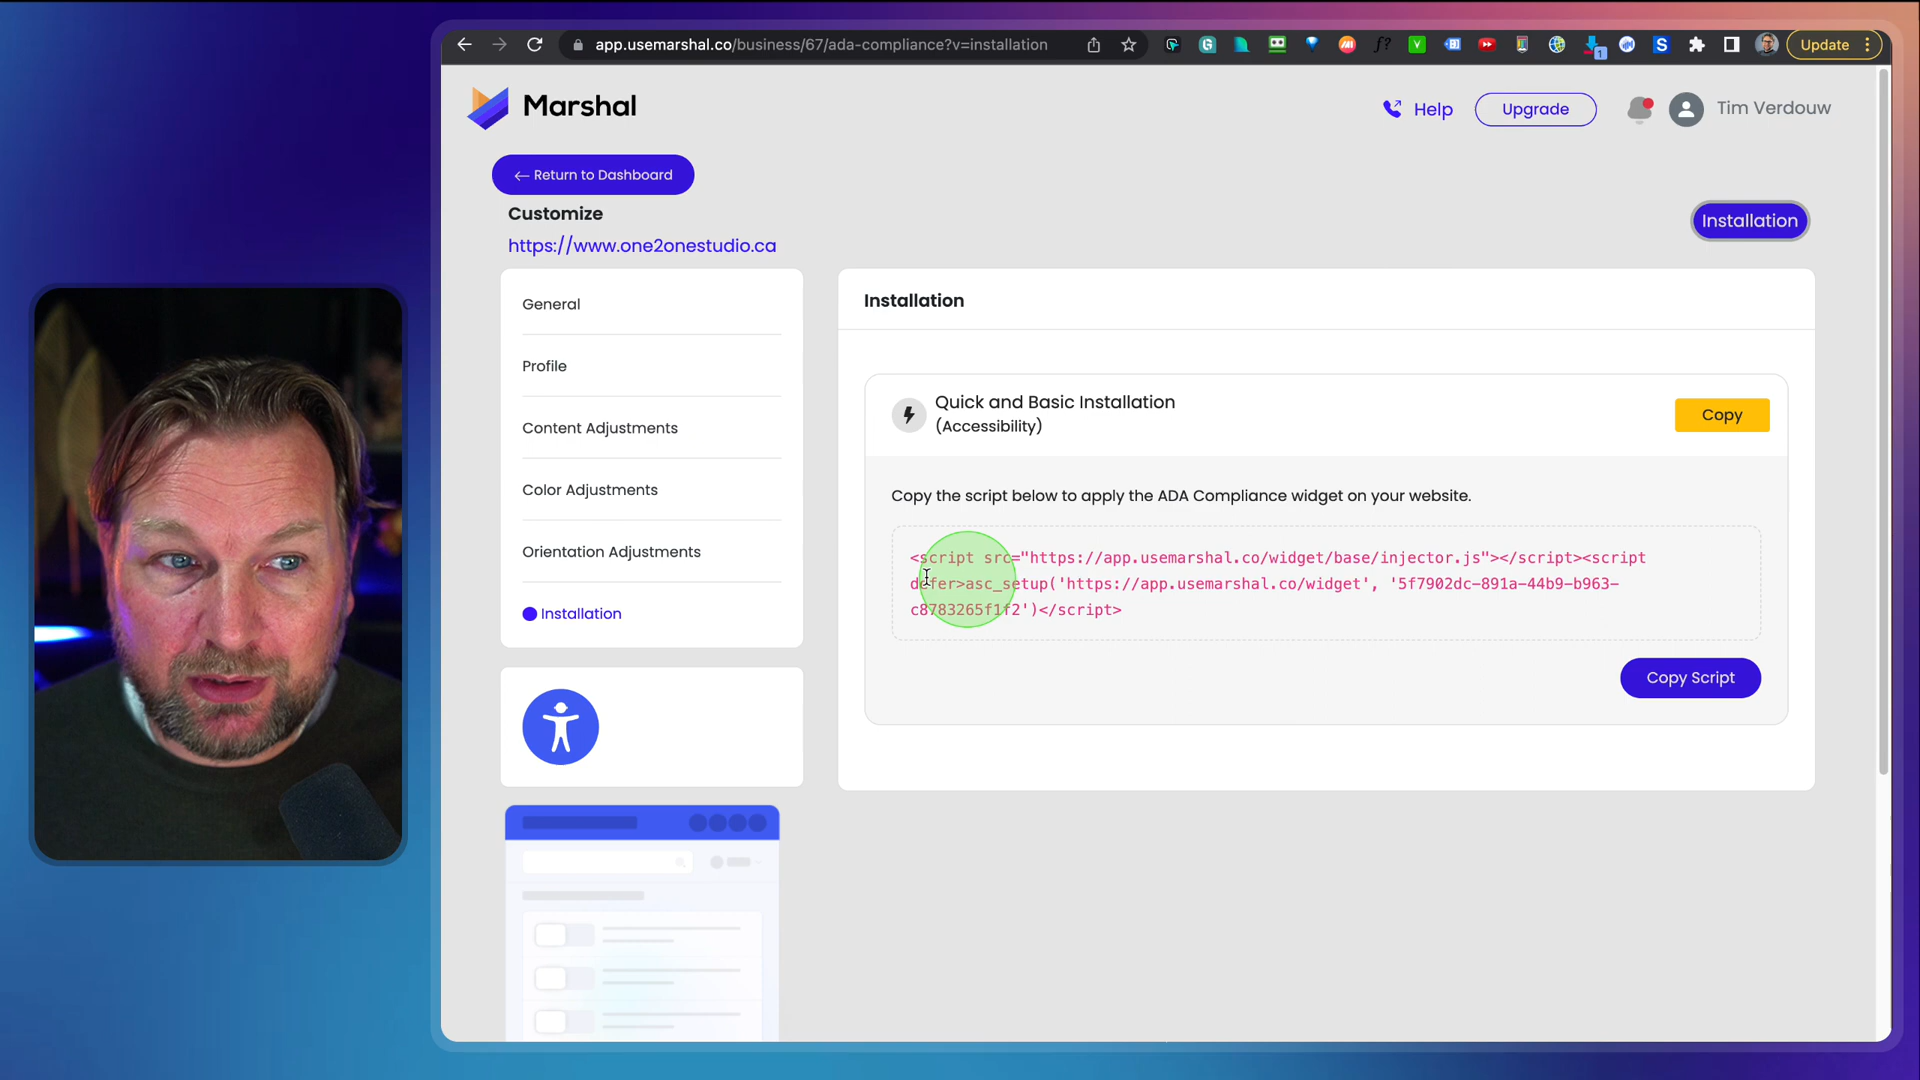 app.usemarshal.co/business/67/ada-compliance?v=installation
Update
Marshal
Help
Upgrade
Tim Verdouw
← Return to Dashboard
Customize
Installation
https://www.one2onestudio.ca
General
Profile
Content Adjustments
Color Adjustments
Orientation Adjustments
Installation
Installation
Quick and Basic Installation
(Accessibility)
Copy
Copy the script below to apply the ADA Compliance widget on your website.
<script src="https://app.usemarshal.co/widget/base/injector.js"></script><script
defer>asc_setup('https://app.usemarshal.co/widget', '5f7902dc-891a-44b9-b963-
c8783265f1f2')</script>
Copy Script